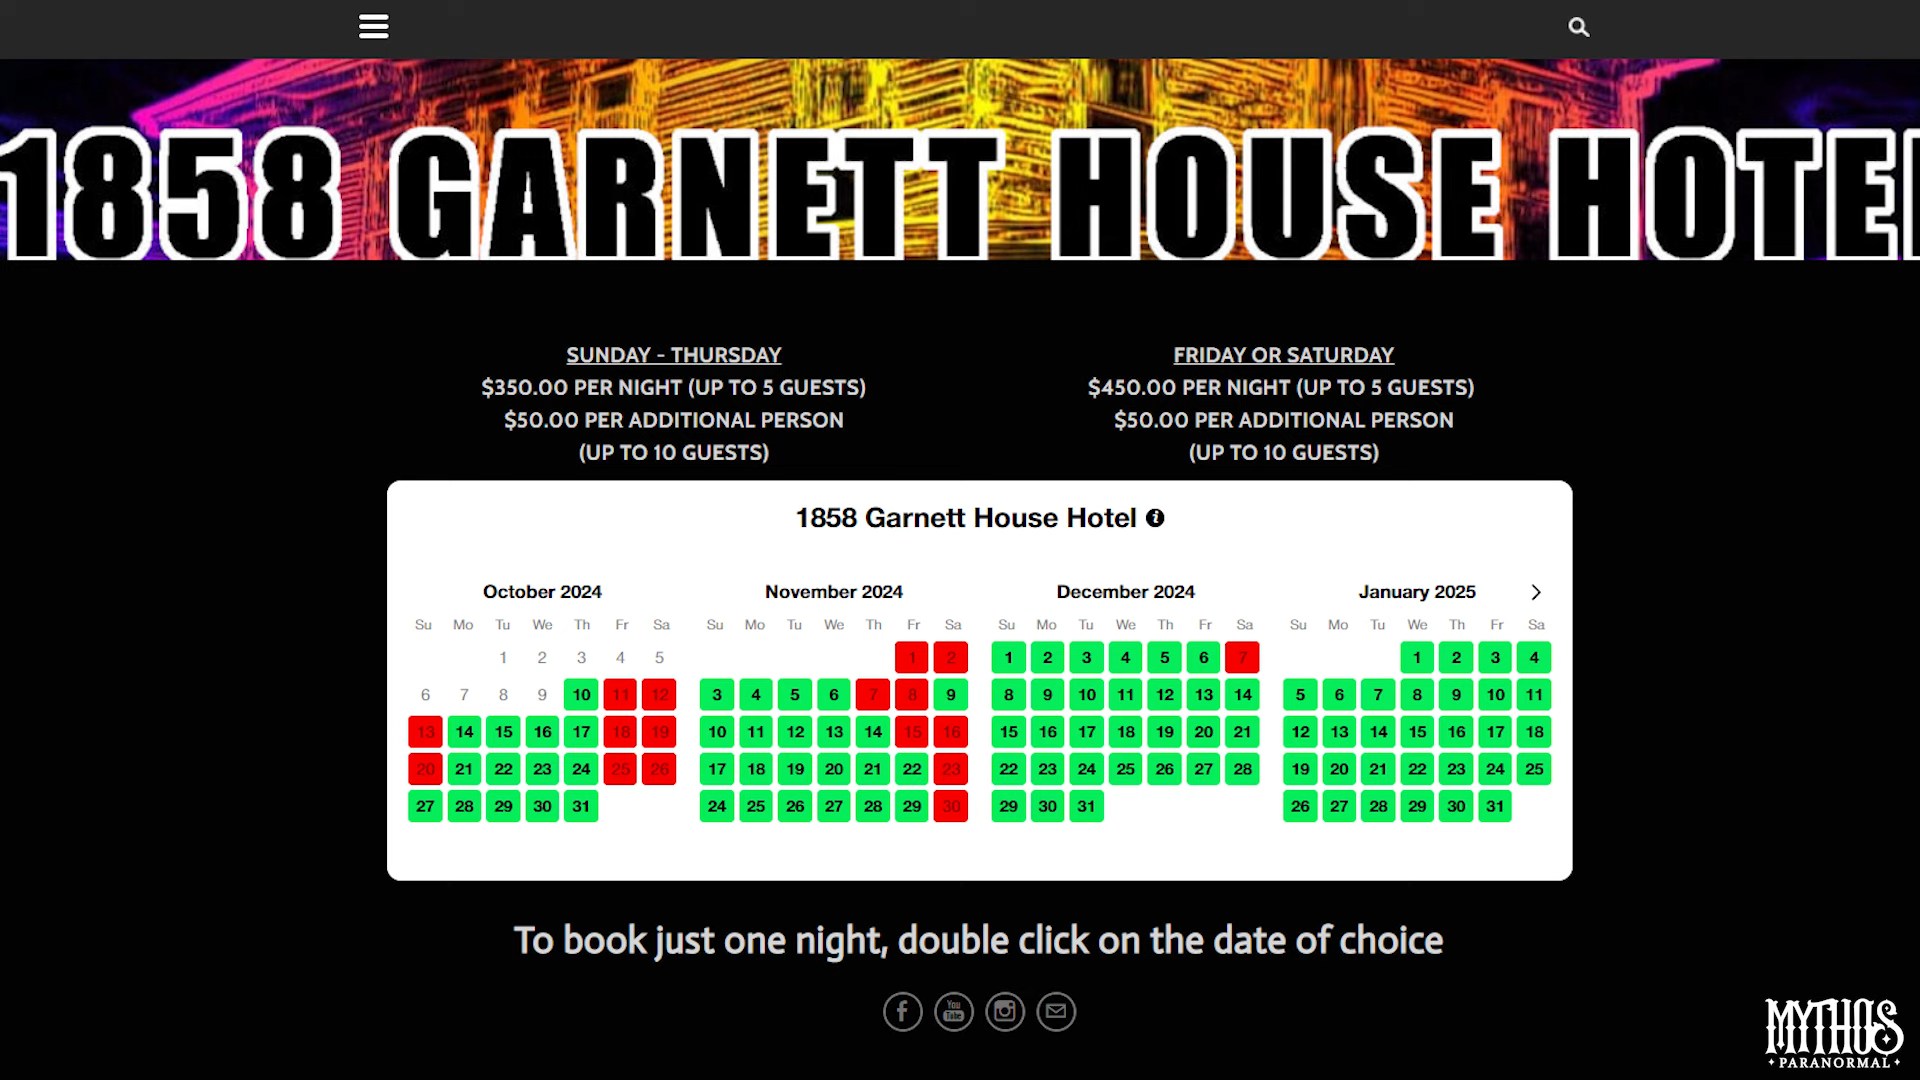 1858 GARNETT HOUSE HOTEL
SUNDAY - THURSDAY
$350.00 PER NIGHT (UP TO 5 GUESTS)
$50.00 PER ADDITIONAL PERSON
(UP TO 10 GUESTS)
FRIDAY OR SATURDAY
$450.00 PER NIGHT (UP TO 5 GUESTS)
$50.00 PER ADDITIONAL PERSON
(UP TO 10 GUESTS)
1858 Garnett House Hotel
October 2024
Su Mo Tu We Th Fr Sa
1 2 3 4 5
6 7 8 9 10 11 12
13 14 15 16 17 18 19
20 21 22 23 24 25 26
27 28 29 30 31
November 2024
Su Mo Tu We Th Fr Sa
1 2
3 4 5 6 7 8 9
10 11 12 13 14 15 16
17 18 19 20 21 22 23
24 25 26 27 28 29 30
December 2024
Su Mo Tu We Th Fr Sa
1 2 3 4 5 6 7
8 9 10 11 12 13 14
15 16 17 18 19 20 21
22 23 24 25 26 27 28
29 30 31
January 2025
Su Mo Tu We Th Fr Sa
1 2 3 4
5 6 7 8 9 10 11
12 13 14 15 16 17 18
19 20 21 22 23 24 25
26 27 28 29 30 31
To book just one night, double click on the date of choice
You Tube
MYTHOS
PARANORMAL